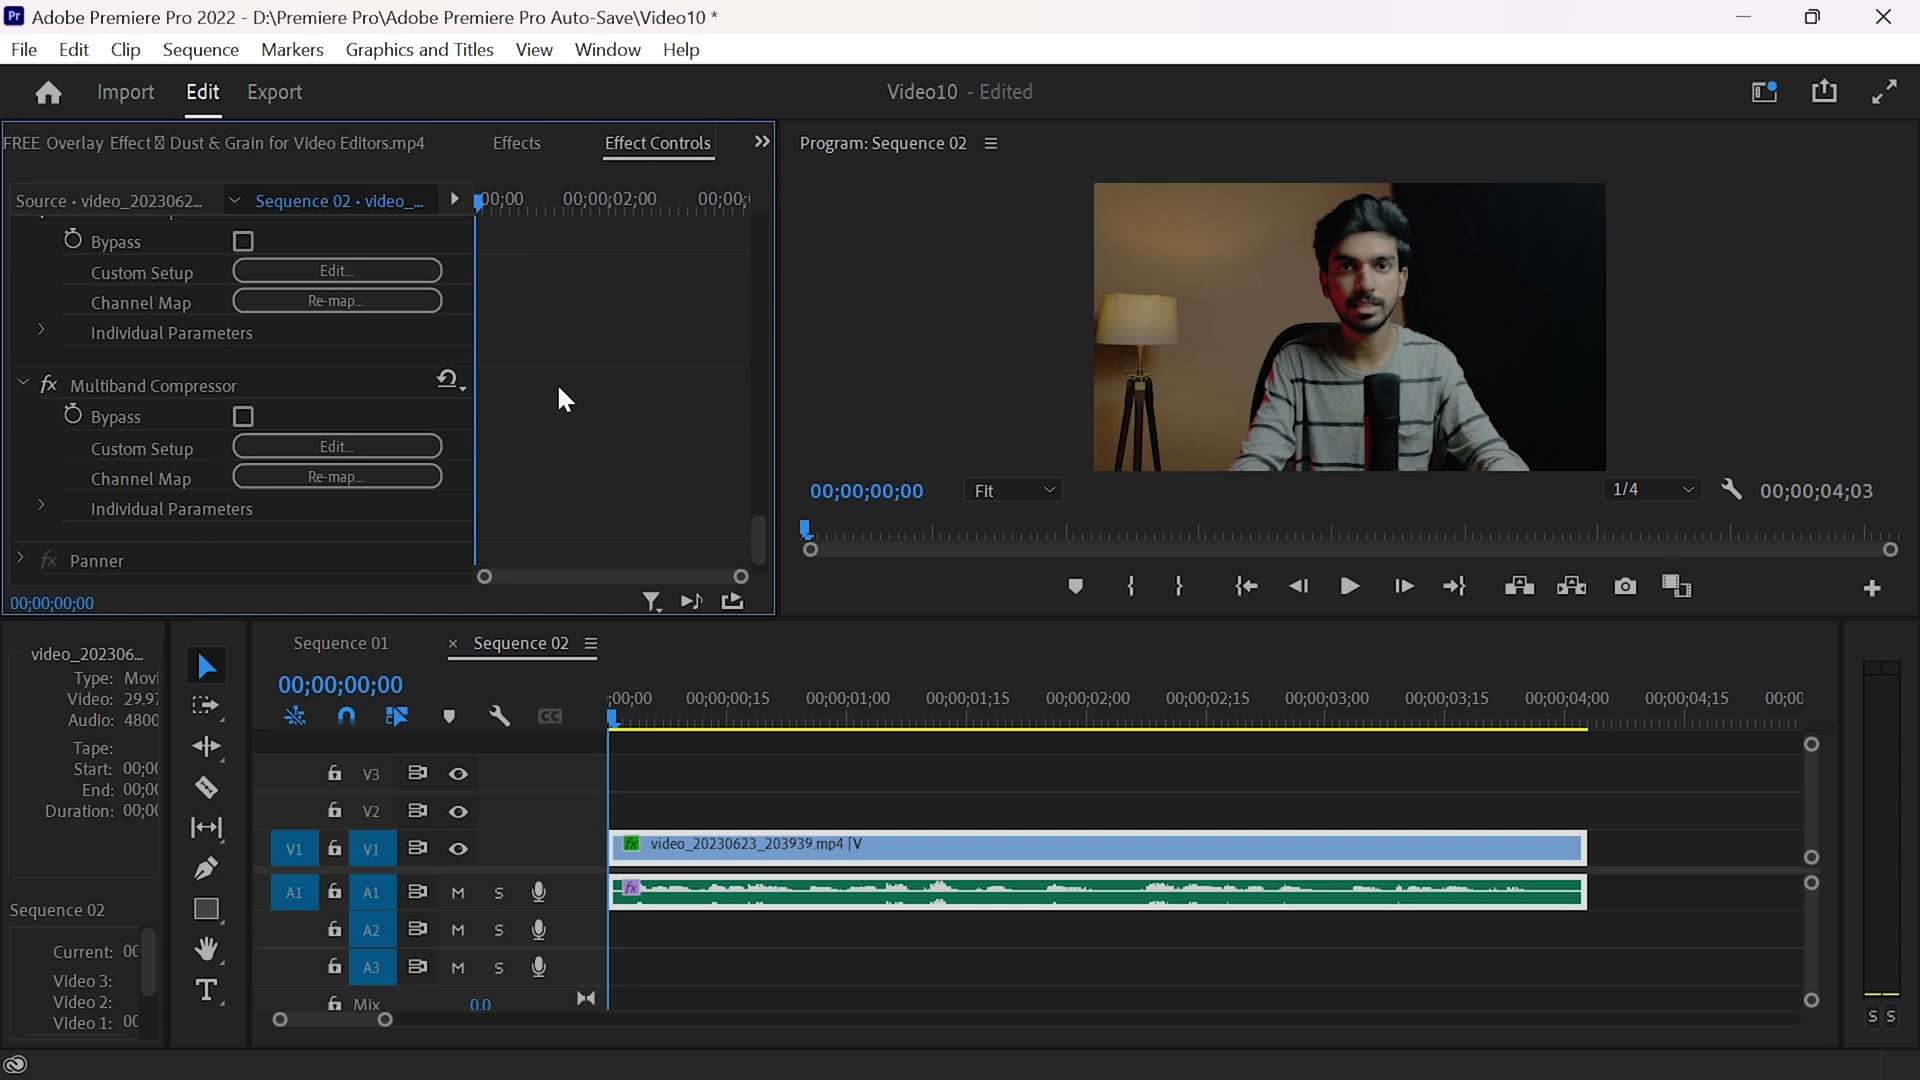 Adobe Premiere Pro 2022 - D:\Premiere Pro\Adobe Premiere Pro Auto-Save\Video10 *
File Edit Clip Sequence Markers Graphics and Titles View Window Help
Import Edit Export
Video10 - Edited
FREE Overlay Effect Dust & Grain for Video Editors.mp4 Effects Effect Controls
Program: Sequence 02
Source • video_2023062... Sequence 02 • video_...
00;00 00;00;02;00 00;00;
Bypass
Custom Setup Edit...
Channel Map Re-map...
Individual Parameters
fx Multiband Compressor
Bypass
Custom Setup Edit...
Channel Map Re-map...
Individual Parameters
fx Panner
00;00;00;00
00;00;00;00 Fit 1/4 00;00;04;03
video_202306...
Type: Movi
Video: 29.97
Audio: 4800
Tape:
Start: 00;00
End: 00;00
Duration: 00;00
Sequence 02
Current: 00
Video 3:
Video 2:
Video 1: 00
Sequence 01 × Sequence 02
00;00;00;00
;00;00 00;00;00;15 00;00;01;00 00;00;01;15 00;00;02;00 00;00;02;15 00;00;03;00 00;00;03;15 00;00;04;00 00;00;04;15 00;00
CC
V3
V2
V1 V1 fx video_20230623_203939.mp4 [V
A1 A1 M S fx
A2 M S
A3 M S
Mix 0.0
S S